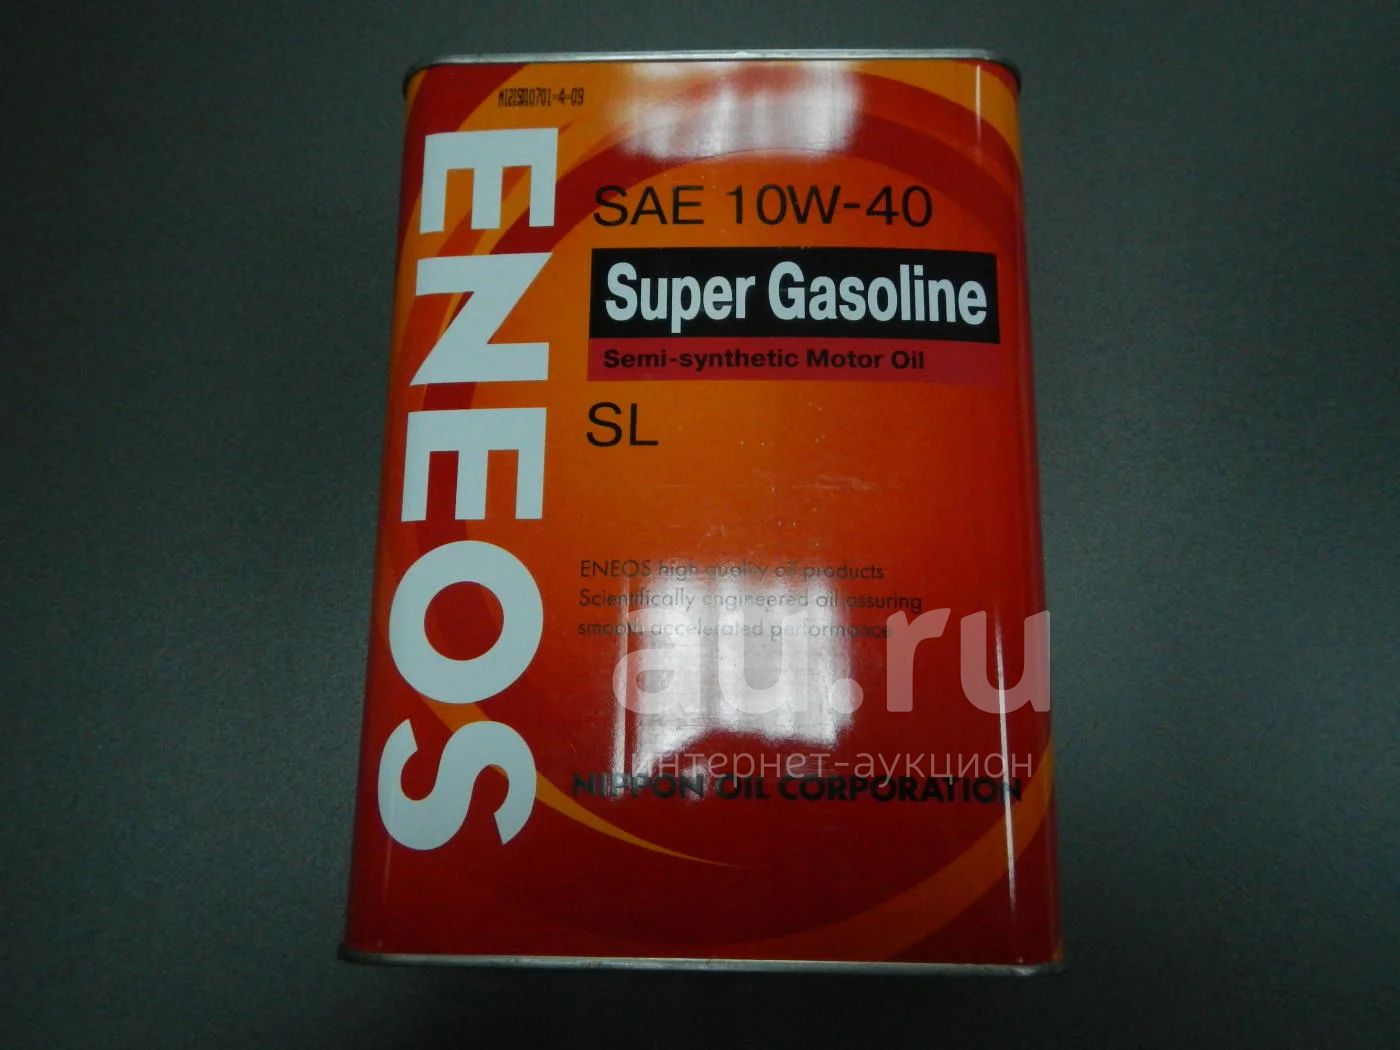 M121S010701-4-09
ENEOS
SAE 10W-40
Super Gasoline
Semi-synthetic Motor Oil
SL
ENEOS high quality oil products
Scientifically engineered oil assuring
smooth accelerated performance
au.ru
интернет-аукцион
NIPPON OIL CORPORATION